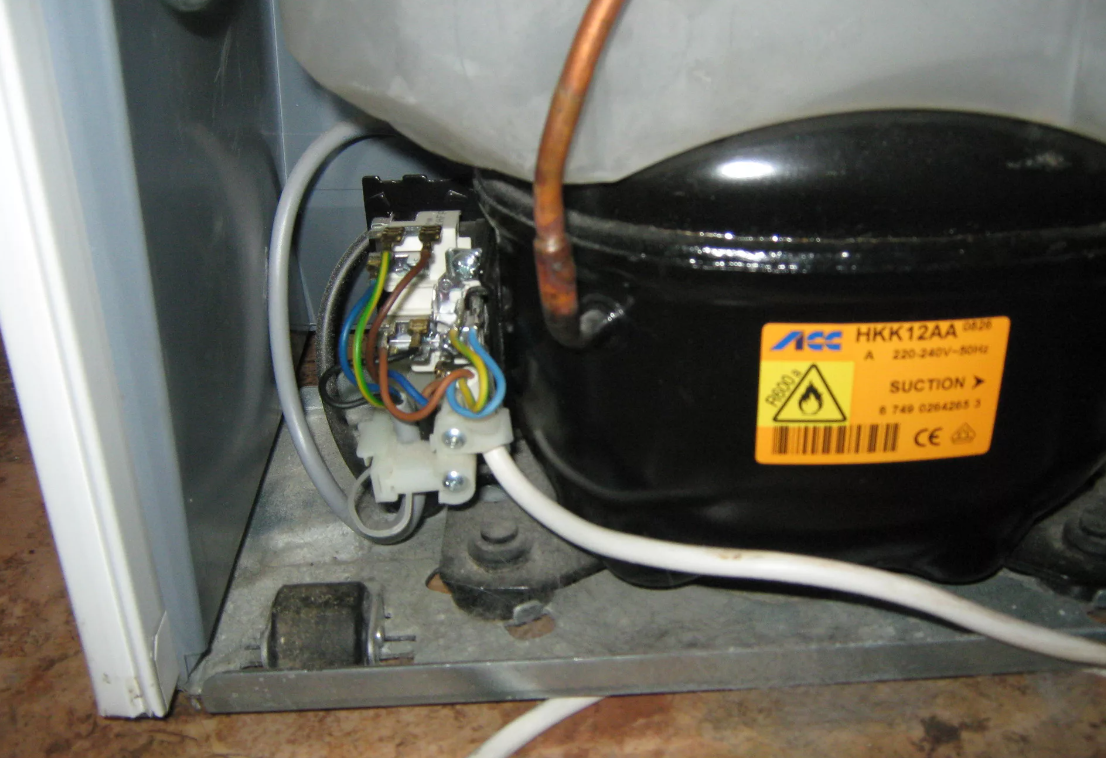 ACC HKK12AA 0826
A 220-240V~50Hz
R600a
SUCTION
6 749 0264265 3
CE